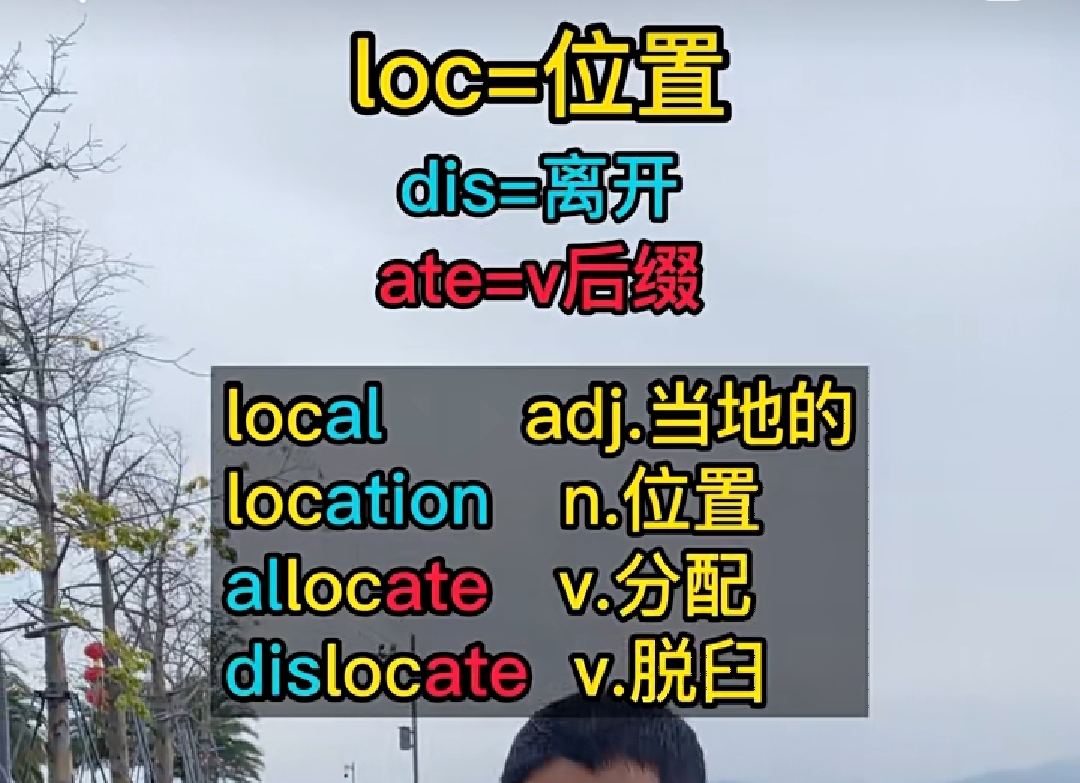 loc=位置
dis=离开
ate=v后缀
local adj.当地的
location n.位置
allocate v.分配
dislocate v.脱臼